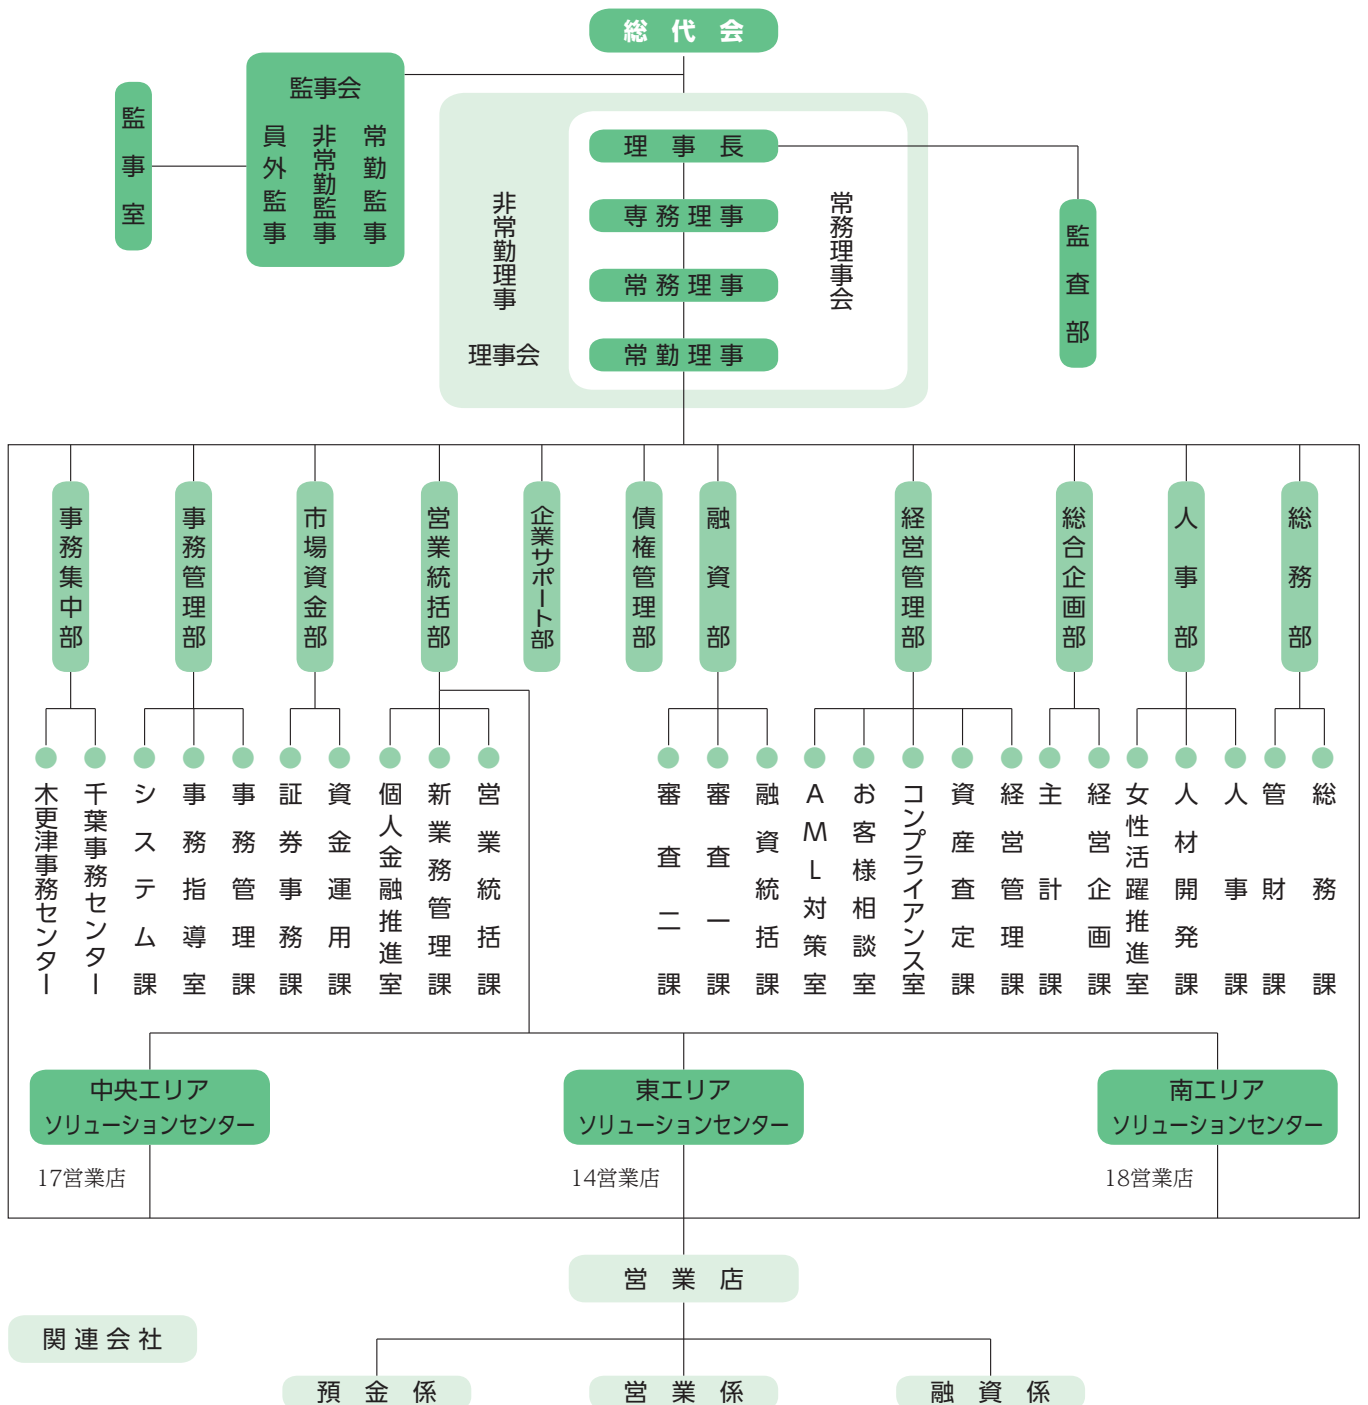 総代会
監事会
常勤監事
非常勤監事
員外監事
監事室
理事長
専務理事
常務理事
常勤理事
常務理事会
非常勤理事
理事会
監査部
総務部
人事部
総合企画部
経営管理部
融資部
債権管理部
企業サポート部
営業統括部
市場資金部
事務管理部
事務集中部
総務課
管財課
人事課
人材開発課
女性活躍推進室
経営企画課
主計課
経営管理課
資産査定課
コンプライアンス室
お客様相談室
AML対策室
融資統括課
審査一課
審査二課
営業統括課
新業務管理課
個人金融推進室
資金運用課
証券事務課
事務管理課
事務指導室
システム課
千葉事務センター
木更津事務センター
中央エリア
ソリューションセンター
17営業店
東エリア
ソリューションセンター
14営業店
南エリア
ソリューションセンター
18営業店
営業店
関連会社
預金係
営業係
融資係